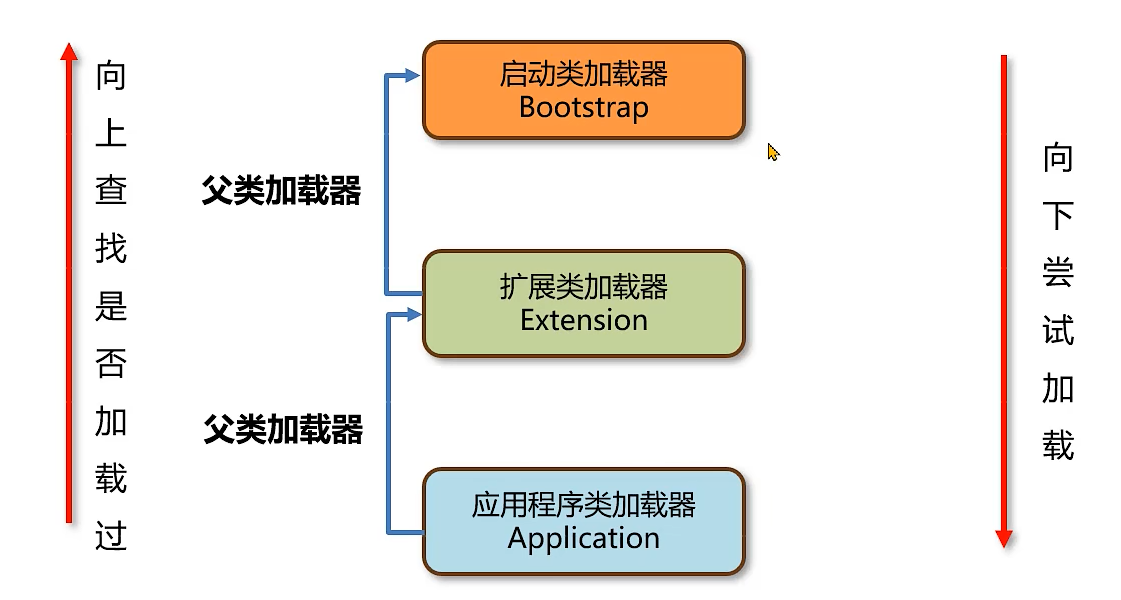 向上查找是否加载过
启动类加载器
Bootstrap
父类加载器
扩展类加载器
Extension
父类加载器
应用程序类加载器
Application
向下尝试加载